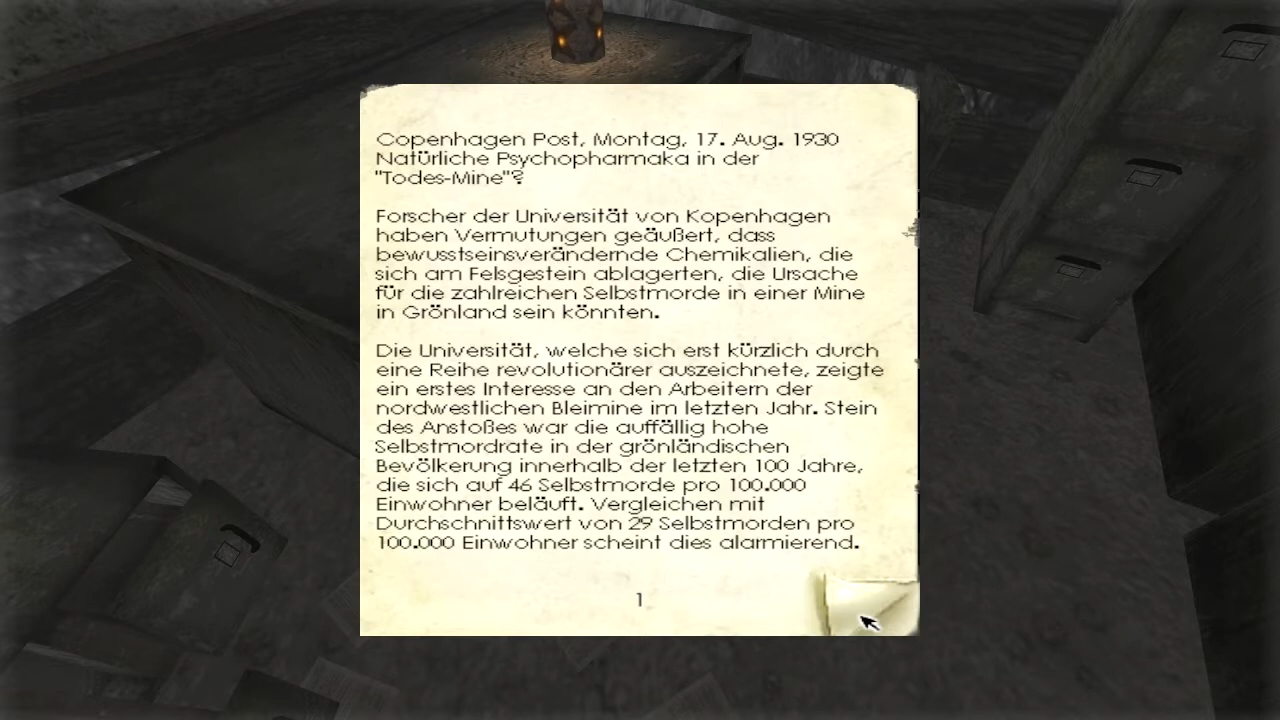 Copenhagen Post, Montag, 17. Aug. 1930
Natürliche Psychopharmaka in der
"Todes-Mine"?
Forscher der Universität von Kopenhagen
haben Vermutungen geäußert, dass
bewusstseinsverändernde Chemikalien, die
sich am Felsgestein ablagerten, die Ursache
für die zahlreichen Selbstmorde in einer Mine
in Grönland sein könnten.
Die Universität, welche sich erst kürzlich durch
eine Reihe revolutionärer auszeichnete, zeigte
ein erstes Interesse an den Arbeitern der
nordwestlichen Bleimine im letzten Jahr. Stein
des Anstoßes war die auffällig hohe
Selbstmordrate in der grönländischen
Bevölkerung innerhalb der letzten 100 Jahre,
die sich auf 46 Selbstmorde pro 100.000
Einwohner beläuft. Vergleichen mit
Durchschnittswert von 29 Selbstmorden pro
100.000 Einwohner scheint dies alarmierend.
1